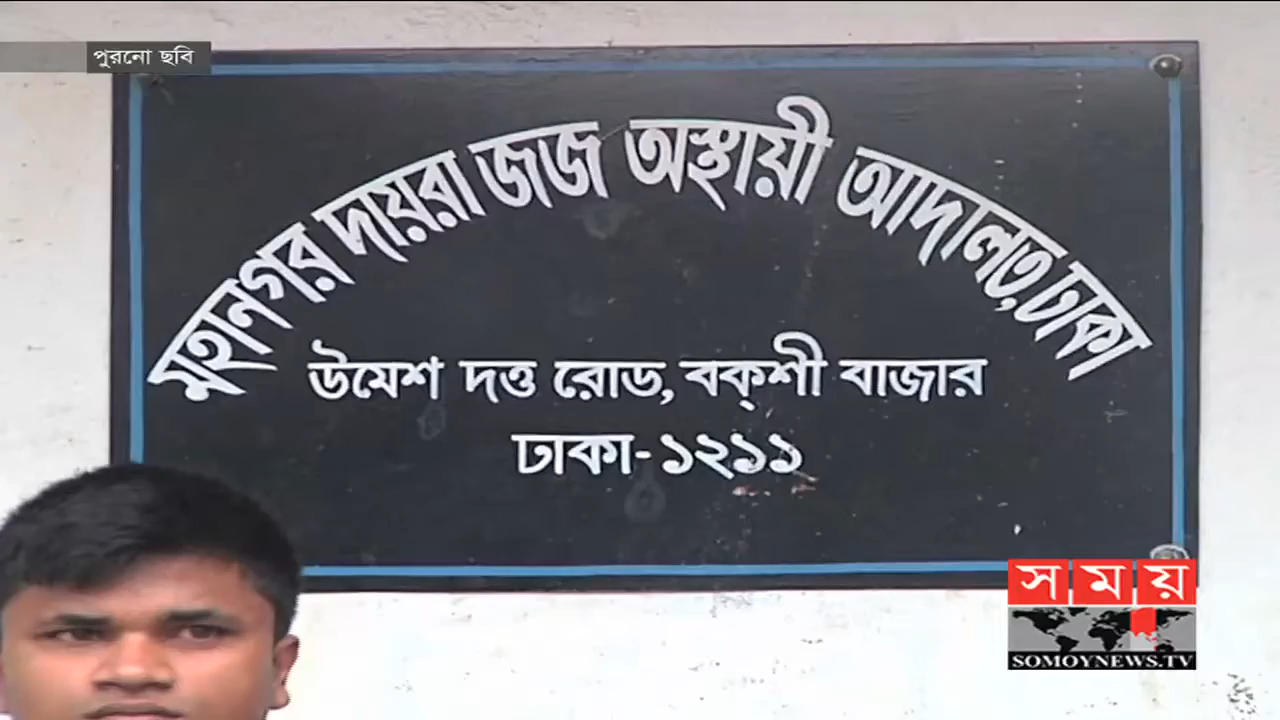 পুরনো ছবি
মহানগর দায়রা জজ অস্থায়ী আদালত, ঢাকা
উমেশ দত্ত রোড, বক্‌শী বাজার
ঢাকা-১২১১
সময়
SOMOYNEWS.TV